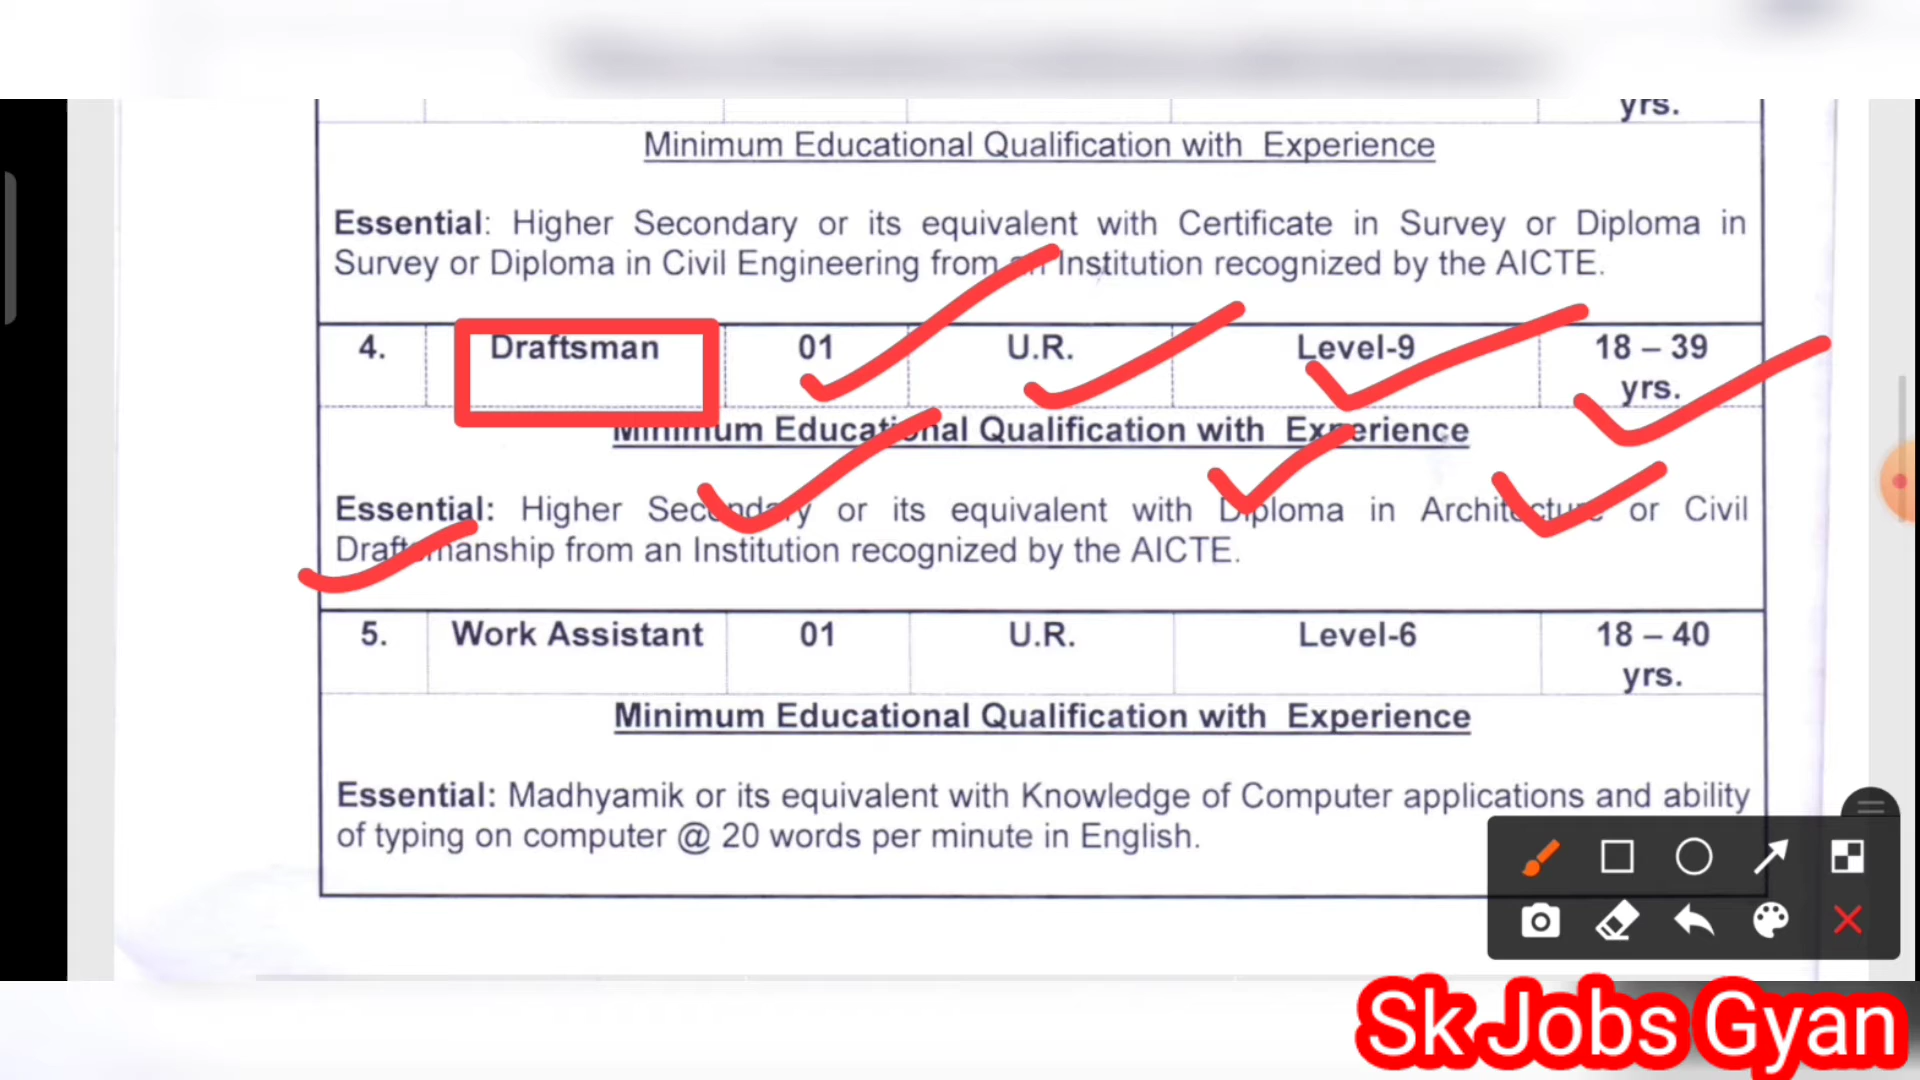 yrs.
Minimum Educational Qualification with Experience
Essential: Higher Secondary or its equivalent with Certificate in Survey or Diploma in
Survey or Diploma in Civil Engineering from an Institution recognized by the AICTE.
4. Draftsman 01 U.R. Level-9 18 – 39
yrs.
Minimum Educational Qualification with Experience
Essential: Higher Secondary or its equivalent with Diploma in Architecture or Civil
Draftsmanship from an Institution recognized by the AICTE.
5. Work Assistant 01 U.R. Level-6 18 – 40
yrs.
Minimum Educational Qualification with Experience
Essential: Madhyamik or its equivalent with Knowledge of Computer applications and ability
of typing on computer @ 20 words per minute in English.
Sk Jobs Gyan